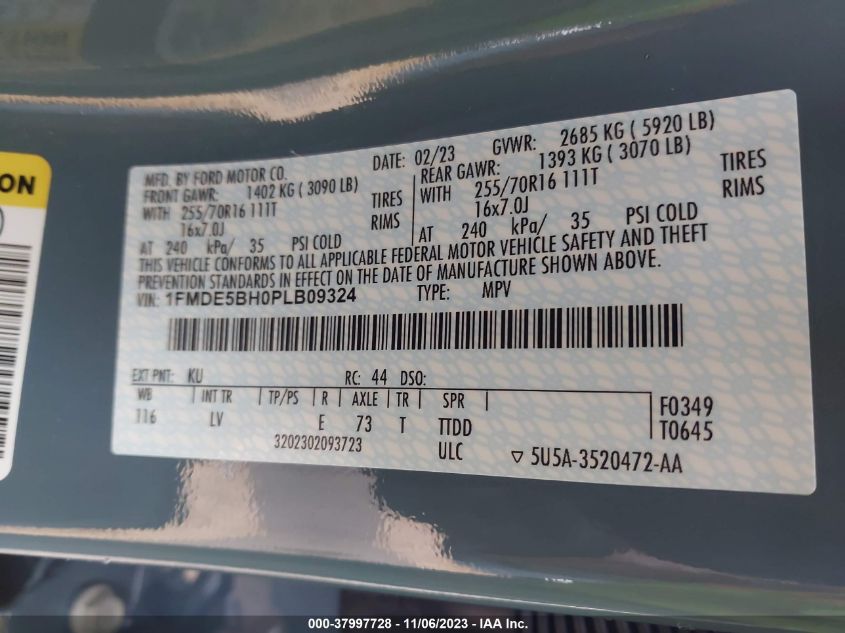 ON
MFD. BY FORD MOTOR CO.
DATE: 02/23 GVWR: 2685 KG ( 5920 LB)
FRONT GAWR: 1402 KG ( 3090 LB)
WITH 255/70R16 111T TIRES
16x7.0J RIMS
AT 240 kPa/ 35 PSI COLD
REAR GAWR: 1393 KG ( 3070 LB)
WITH 255/70R16 111T TIRES
16x7.0J RIMS
AT 240 kPa/ 35 PSI COLD
THIS VEHICLE CONFORMS TO ALL APPLICABLE FEDERAL MOTOR VEHICLE SAFETY AND THEFT
PREVENTION STANDARDS IN EFFECT ON THE DATE OF MANUFACTURE SHOWN ABOVE.
VIN: 1FMDE5BH0PLB09324 TYPE: MPV
EXT PNT: KU RC: 44 DSO:
WB | INT TR | TP/PS | R | AXLE | TR | SPR |
116 LV E 73 T TTDD
F0349
T0645
3202302093723 ULC ▽ 5U5A-3520472-AA
000-37997728 - 11/06/2023 - IAA Inc.